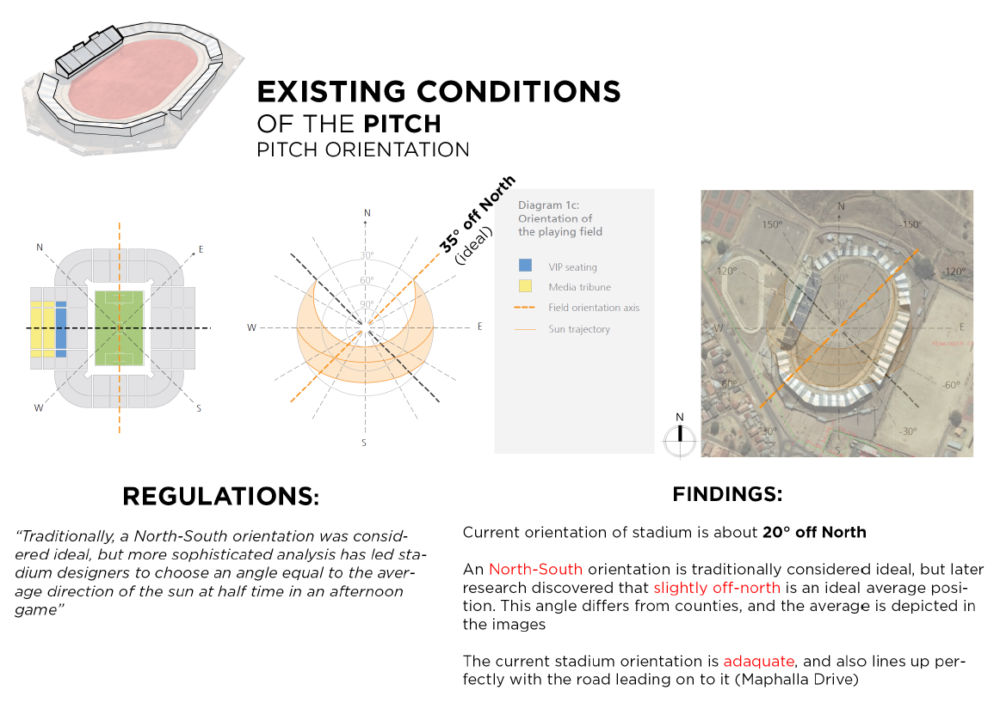 EXISTING CONDITIONS
OF THE PITCH
PITCH ORIENTATION
N
E
W
S
N
30°
60°
90°
W
E
S
35° off North
(ideal)
Diagram 1c:
Orientation of
the playing field
VIP seating
Media tribune
Field orientation axis
Sun trajectory
N
N
150°
-150°
120°
-120°
60°
90°
W
E
60°
-60°
30°
-30°
S
REGULATIONS:
“Traditionally, a North-South orientation was consid-
ered ideal, but more sophisticated analysis has led sta-
dium designers to choose an angle equal to the aver-
age direction of the sun at half time in an afternoon
game”
FINDINGS:
Current orientation of stadium is about 20° off North
An North-South orientation is traditionally considered ideal, but later
research discovered that slightly off-north is an ideal average posi-
tion. This angle differs from counties, and the average is depicted in
the images
The current stadium orientation is adaquate, and also lines up per-
fectly with the road leading on to it (Maphalla Drive)